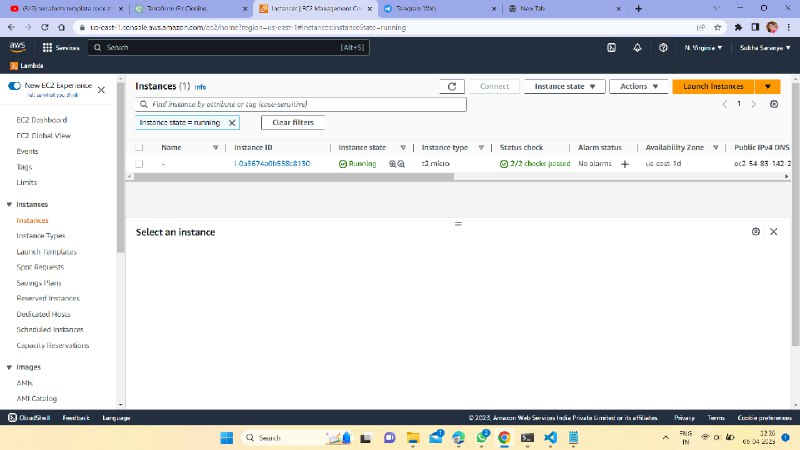 (342) terraform template code t
Terraform Git Cloning.
Instances | EC2 Management Co
Telegram Web
New Tab
us-east-1.console.aws.amazon.com/ec2/home?region=us-east-1#Instances:instanceState=running
aws
Services
Search
[Alt+S]
N. Virginia
Subha Saranya
Lambda
New EC2 Experience
Tell us what you think
EC2 Dashboard
EC2 Global View
Events
Tags
Limits
Instances
Instances
Instance Types
Launch Templates
Spot Requests
Savings Plans
Reserved Instances
Dedicated Hosts
Scheduled Instances
Capacity Reservations
Images
AMIs
AMI Catalog
Instances (1) Info
Connect
Instance state
Actions
Launch instances
Find instance by attribute or tag (case-sensitive)
1
Instance state = running
Clear filters
Name Instance ID Instance state Instance type Status check Alarm status Availability Zone Public IPv4 DNS
– i-0a3674a0b658c8130 Running t2.micro 2/2 checks passed No alarms + us-east-1d ec2-54-83-142-2
Select an instance
CloudShell Feedback Language
© 2023, Amazon Web Services India Private Limited or its affiliates.
Privacy Terms Cookie preferences
Search
ENG
IN
06-04-2023